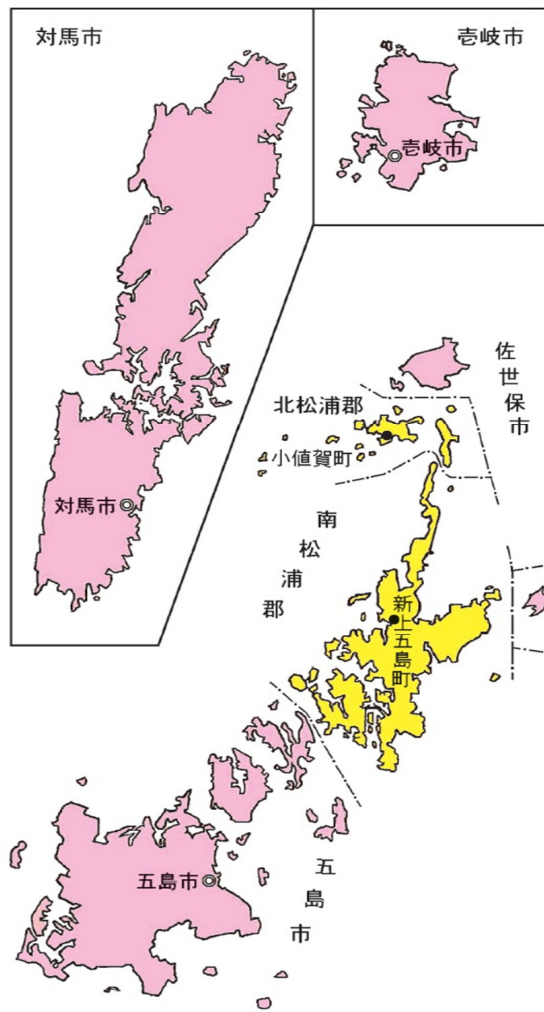 対馬市
壱岐市
壱岐市
対馬市
佐世保市
北松浦郡
小値賀町
南松浦郡
新上五島町
五島市
五島市